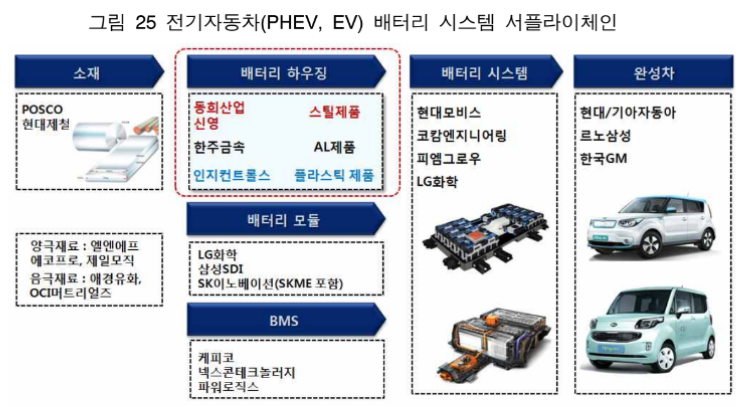 그림 25 전기자동차(PHEV, EV) 배터리 시스템 서플라이체인
소재
POSCO
현대제철
양극재료 : 엘엔에프
에코프로, 제일모직
음극재료 : 애경유화,
OCI머트리얼즈
배터리 하우징
동희산업 스틸제품
신영
한주금속 AL제품
인지컨트롤스 플라스틱 제품
배터리 모듈
LG화학
삼성SDI
SK이노베이션(SKME 포함)
BMS
케피코
넥스콘테크놀러지
파워로직스
배터리 시스템
현대모비스
코캄엔지니어링
피엠그로우
LG화학
완성차
현대/기아자동아
르노삼성
한국GM